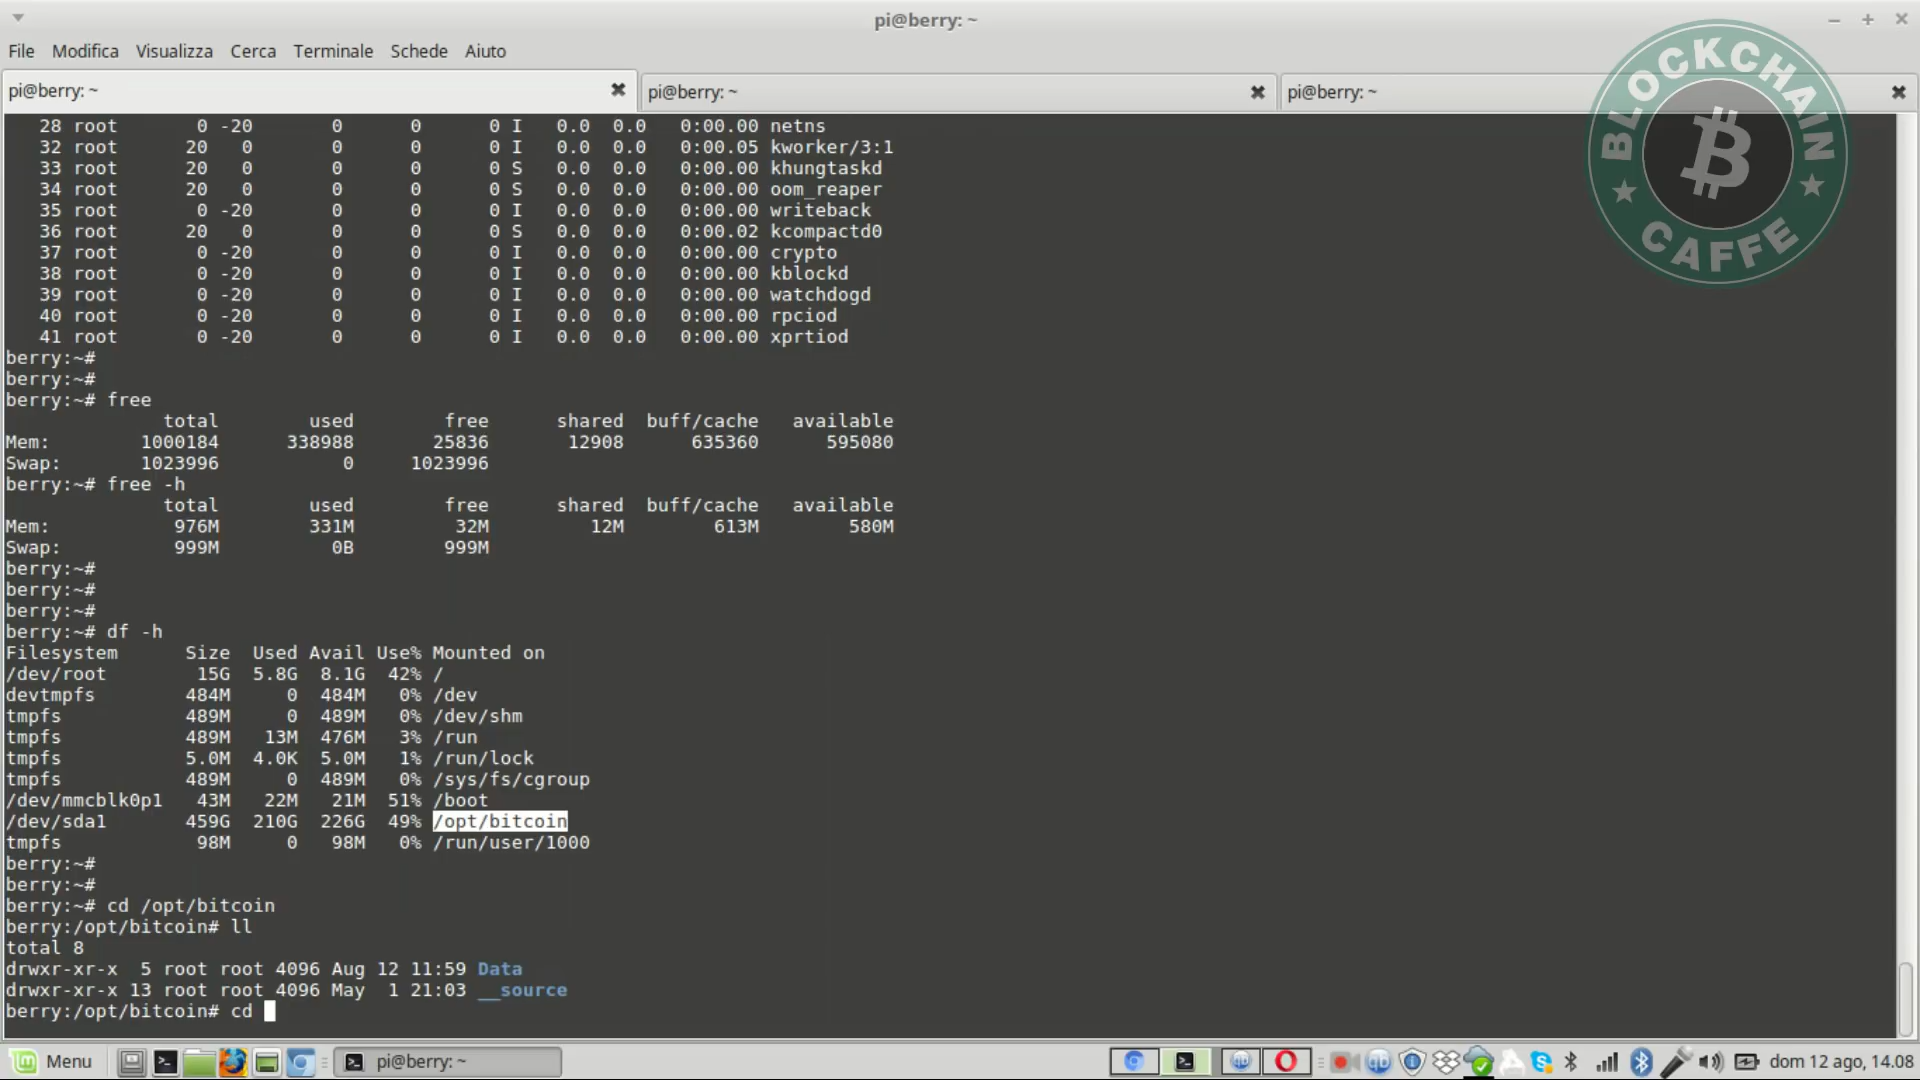 pi@berry: ~
File Modifica Visualizza Cerca Terminale Schede Aiuto
pi@berry: ~ pi@berry: ~ pi@berry: ~
BLOCKCHAIN
CAFFE
28 root 0 -20 0 0 0 I 0.0 0.0 0:00.00 netns
32 root 20 0 0 0 0 I 0.0 0.0 0:00.05 kworker/3:1
33 root 20 0 0 0 0 S 0.0 0.0 0:00.00 khungtaskd
34 root 20 0 0 0 0 S 0.0 0.0 0:00.00 oom_reaper
35 root 0 -20 0 0 0 I 0.0 0.0 0:00.00 writeback
36 root 20 0 0 0 0 S 0.0 0.0 0:00.02 kcompactd0
37 root 0 -20 0 0 0 I 0.0 0.0 0:00.00 crypto
38 root 0 -20 0 0 0 I 0.0 0.0 0:00.00 kblockd
39 root 0 -20 0 0 0 I 0.0 0.0 0:00.00 watchdogd
40 root 0 -20 0 0 0 I 0.0 0.0 0:00.00 rpciod
41 root 0 -20 0 0 0 I 0.0 0.0 0:00.00 xprtiod
berry:~#
berry:~#
berry:~# free
total used free shared buff/cache available
Mem: 1000184 338988 25836 12908 635360 595080
Swap: 1023996 0 1023996
berry:~# free -h
total used free shared buff/cache available
Mem: 976M 331M 32M 12M 613M 580M
Swap: 999M 0B 999M
berry:~#
berry:~#
berry:~#
berry:~# df -h
Filesystem Size Used Avail Use% Mounted on
/dev/root 15G 5.8G 8.1G 42% /
devtmpfs 484M 0 484M 0% /dev
tmpfs 489M 0 489M 0% /dev/shm
tmpfs 489M 13M 476M 3% /run
tmpfs 5.0M 4.0K 5.0M 1% /run/lock
tmpfs 489M 0 489M 0% /sys/fs/cgroup
/dev/mmcblk0p1 43M 22M 21M 51% /boot
/dev/sda1 459G 210G 226G 49% /opt/bitcoin
tmpfs 98M 0 98M 0% /run/user/1000
berry:~#
berry:~#
berry:~# cd /opt/bitcoin
berry:/opt/bitcoin# ll
total 8
drwxr-xr-x 5 root root 4096 Aug 12 11:59 Data
drwxr-xr-x 13 root root 4096 May 1 21:03 __source
berry:/opt/bitcoin# cd
Menu pi@berry: ~ dom 12 ago, 14.08